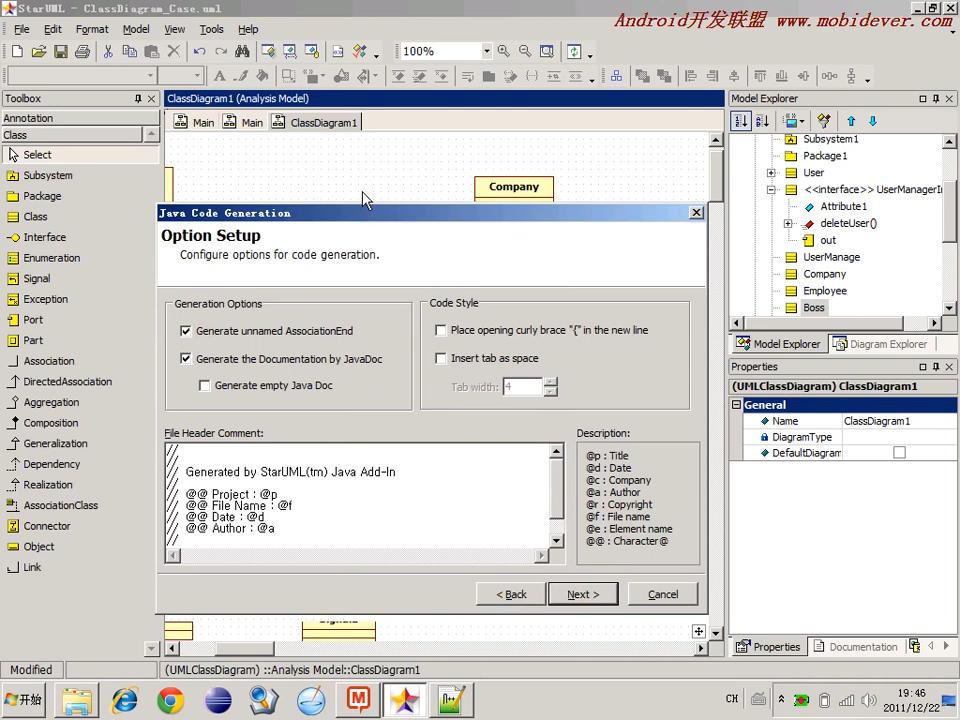 StarUML - ClassDiagram_Case.uml
Android开发联盟 www.mobidever.com
File Edit Format Model View Tools Help
100%
Toolbox
ClassDiagram1 (Analysis Model)
Model Explorer
Annotation
Class
Select
Subsystem
Package
Class
Interface
Enumeration
Signal
Exception
Port
Part
Association
DirectedAssociation
Aggregation
Composition
Generalization
Dependency
Realization
AssociationClass
Connector
Object
Link
Main Main ClassDiagram1
Company
Java Code Generation
Option Setup
Configure options for code generation.
Generation Options
Generate unnamed AssociationEnd
Generate the Documentation by JavaDoc
Generate empty Java Doc
Code Style
Place opening curly brace "{" in the new line
Insert tab as space
Tab width: 4
File Header Comment:
//
// Generated by StarUML(tm) Java Add-In
//
// @@ Project : @p
// @@ File Name : @f
// @@ Date : @d
// @@ Author : @a
//
Description:
@p : Title
@d : Date
@c : Company
@a : Author
@r : Copyright
@f : File name
@e : Element name
@@ : Character@
< Back Next > Cancel
Subsystem1
Package1
User
<<interface>> UserManagerIn
Attribute1
deleteUser()
out
UserManage
Company
Employee
Boss
Model Explorer Diagram Explorer
Properties
(UMLClassDiagram) ClassDiagram1
General
Name ClassDiagram1
DiagramType
DefaultDiagram
Properties Documentation
Modified (UMLClassDiagram) ::Analysis Model::ClassDiagram1
开始
CH
19:46
2011/12/22